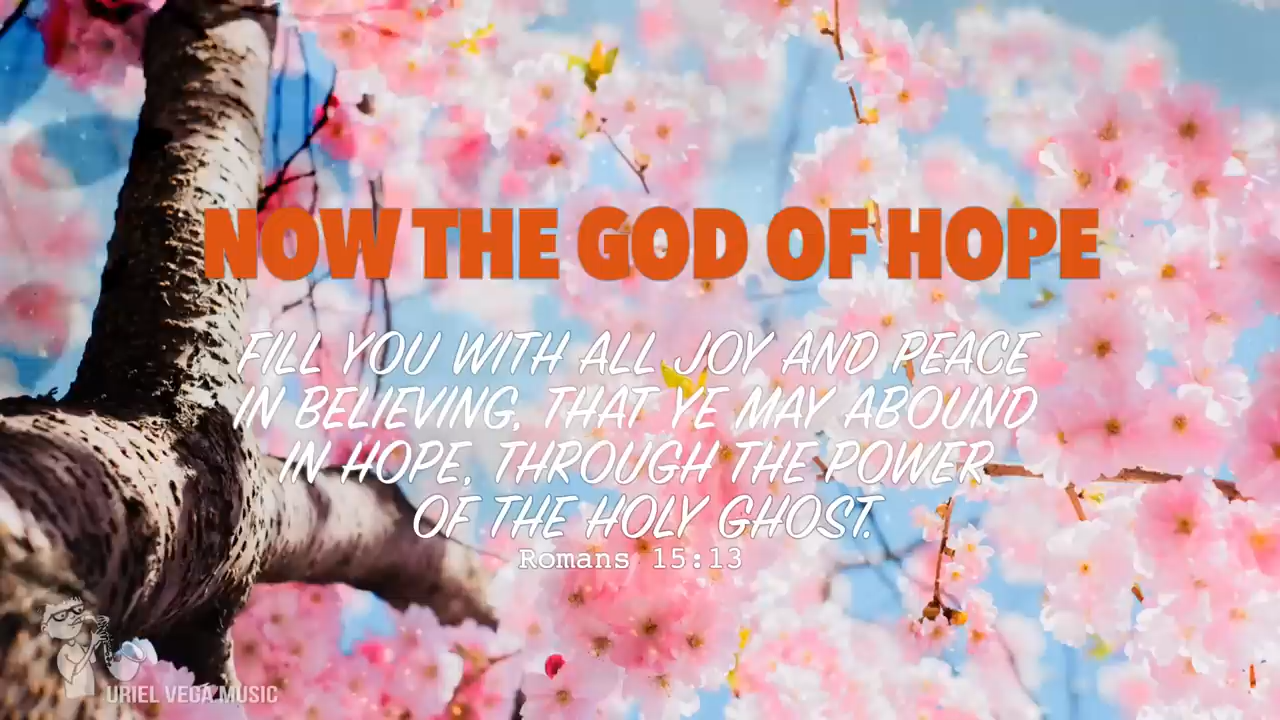 NOW THE GOD OF HOPE
FILL YOU WITH ALL JOY AND PEACE
IN BELIEVING, THAT YE MAY ABOUND
IN HOPE, THROUGH THE POWER
OF THE HOLY GHOST.
Romans 15:13
URIEL VEGA MUSIC